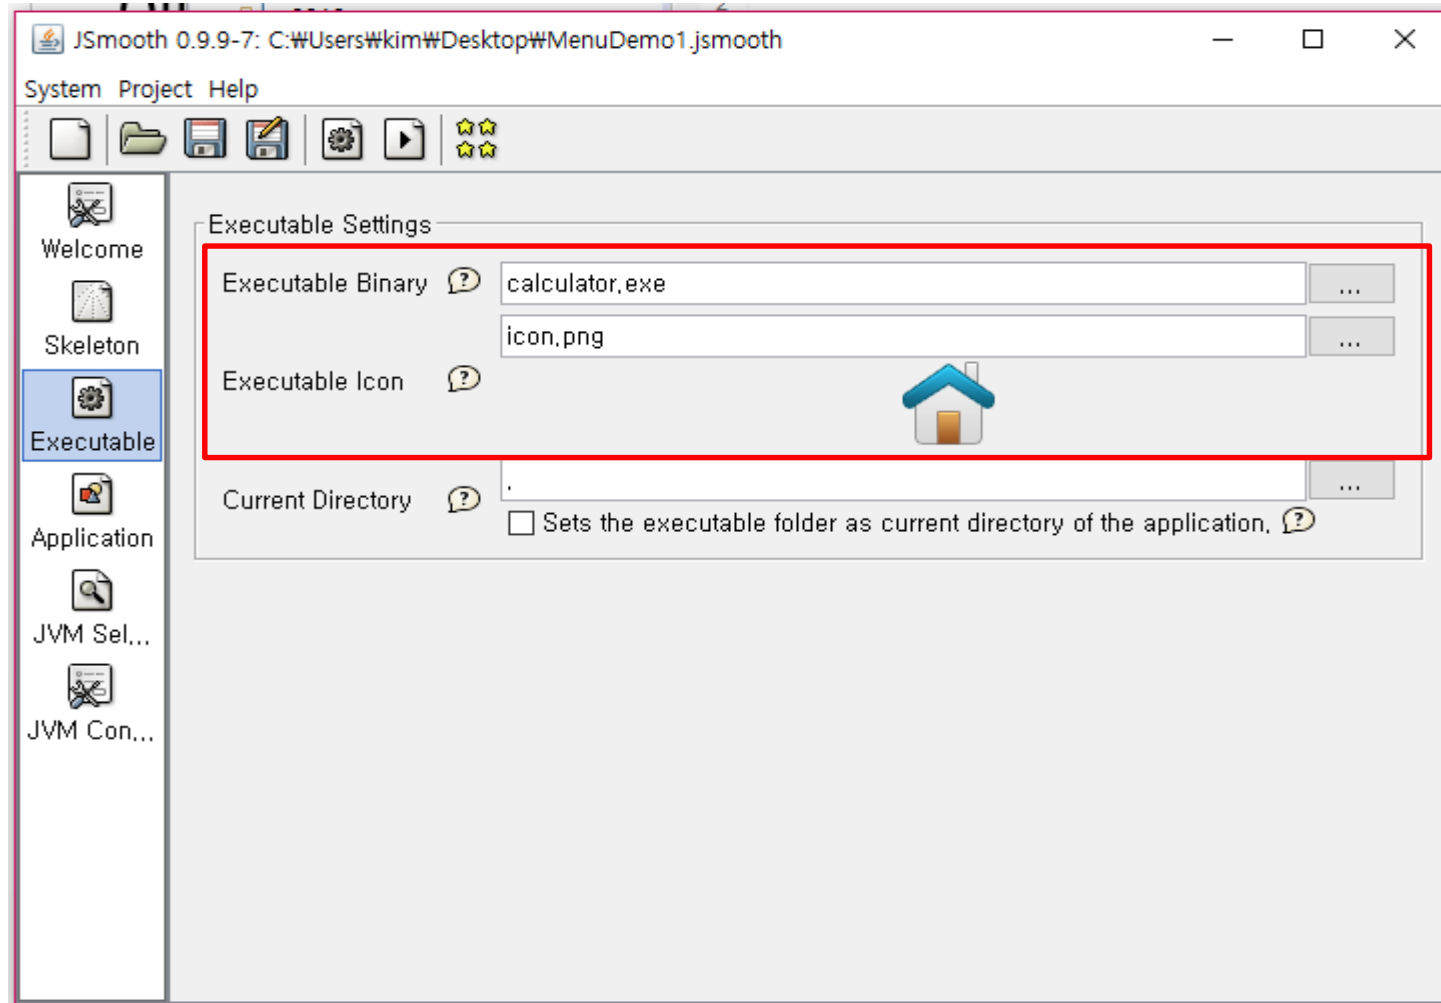 JSmooth 0.9.9-7: C:₩Users₩kim₩Desktop₩MenuDemo1.jsmooth
System Project Help
Welcome
Skeleton
Executable
Application
JVM Sel...
JVM Con...
Executable Settings
Executable Binary
calculator.exe
...
icon.png
...
Executable Icon
Current Directory
.
...
Sets the executable folder as current directory of the application.